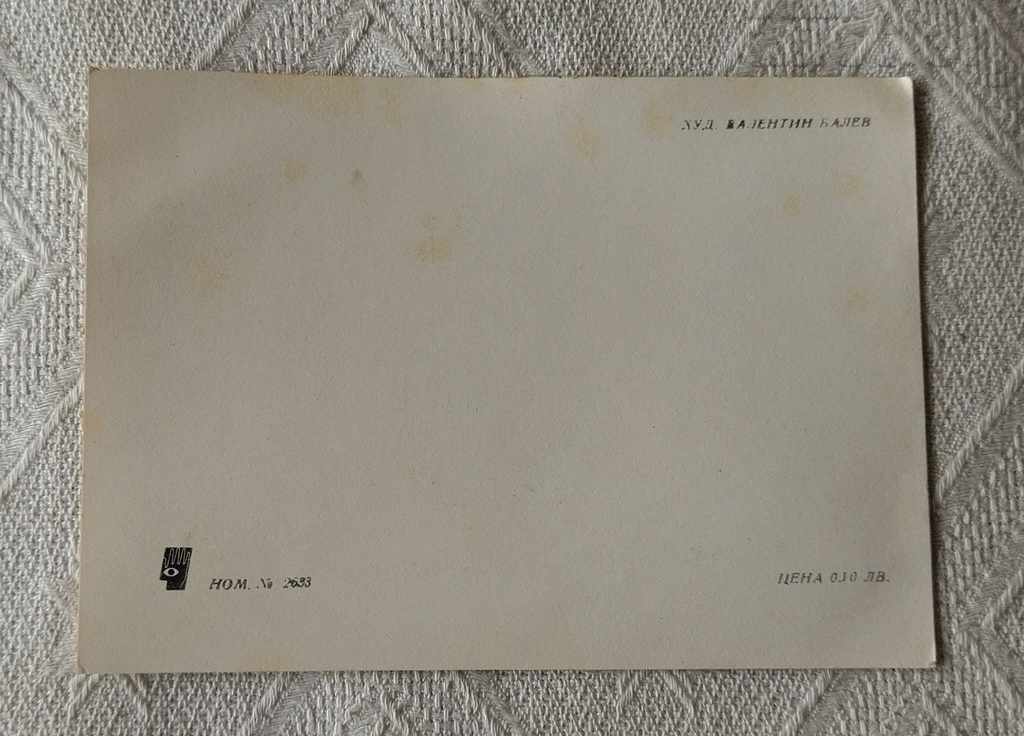 ХУД. ВАЛЕНТИН БАЛЕВ
НОМ. № 2633
ЦЕНА 0.10 ЛВ.